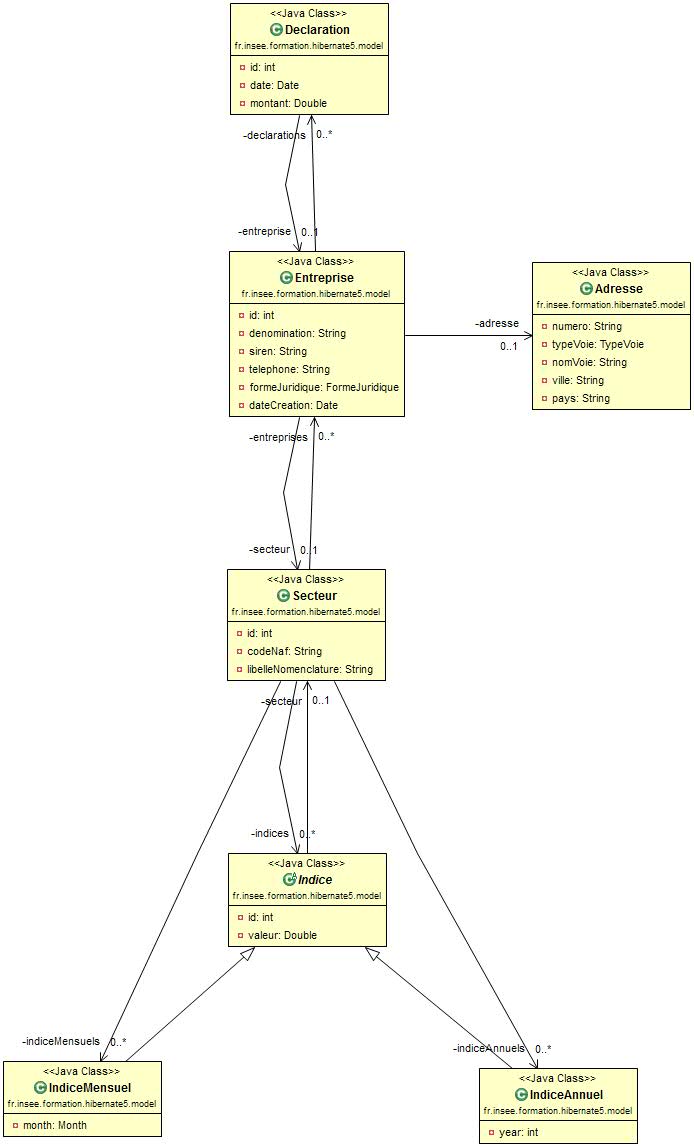 <<Java Class>>
Declaration
fr.insee.formation.hibernate5.model
id: int
date: Date
montant: Double
-declarations 0..*
-entreprise 0..1
<<Java Class>>
Entreprise
fr.insee.formation.hibernate5.model
id: int
denomination: String
siren: String
telephone: String
formeJuridique: FormeJuridique
dateCreation: Date
-adresse
0..1
<<Java Class>>
Adresse
fr.insee.formation.hibernate5.model
numero: String
typeVoie: TypeVoie
nomVoie: String
ville: String
pays: String
-entreprises 0..*
-secteur 0..1
<<Java Class>>
Secteur
fr.insee.formation.hibernate5.model
id: int
codeNaf: String
libelleNomenclature: String
-secteur 0..1
-indices 0..*
<<Java Class>>
Indice
fr.insee.formation.hibernate5.model
id: int
valeur: Double
-indiceMensuels 0..*
-indiceAnnuels 0..*
<<Java Class>>
IndiceMensuel
fr.insee.formation.hibernate5.model
month: Month
<<Java Class>>
IndiceAnnuel
fr.insee.formation.hibernate5.model
year: int